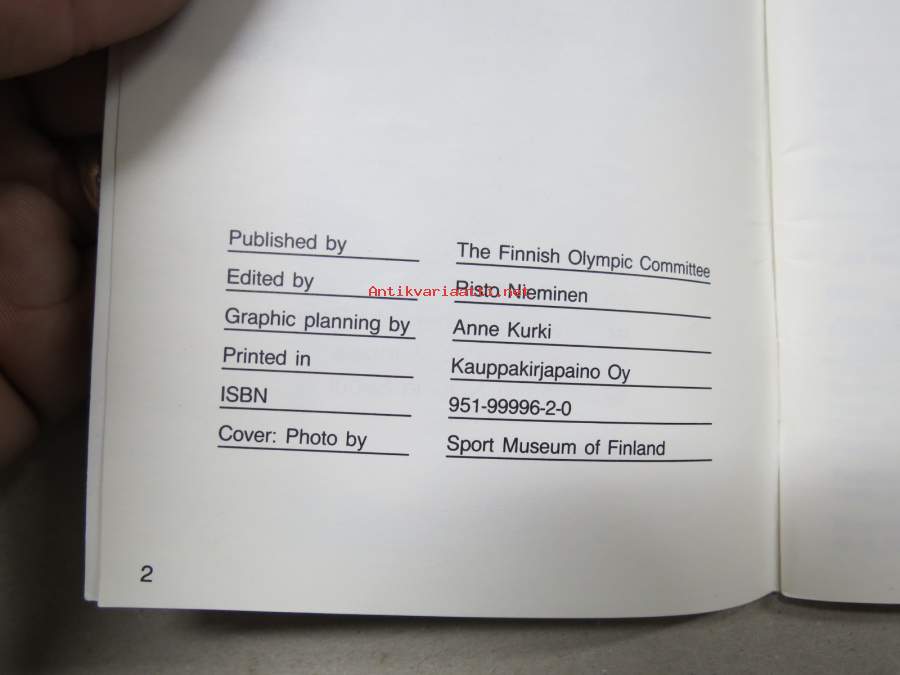 Published by The Finnish Olympic Committee
Edited by Risto Nieminen
Antikvariaatti.net
Graphic planning by Anne Kurki
Printed in Kauppakirjapaino Oy
ISBN 951-99996-2-0
Cover: Photo by Sport Museum of Finland
2